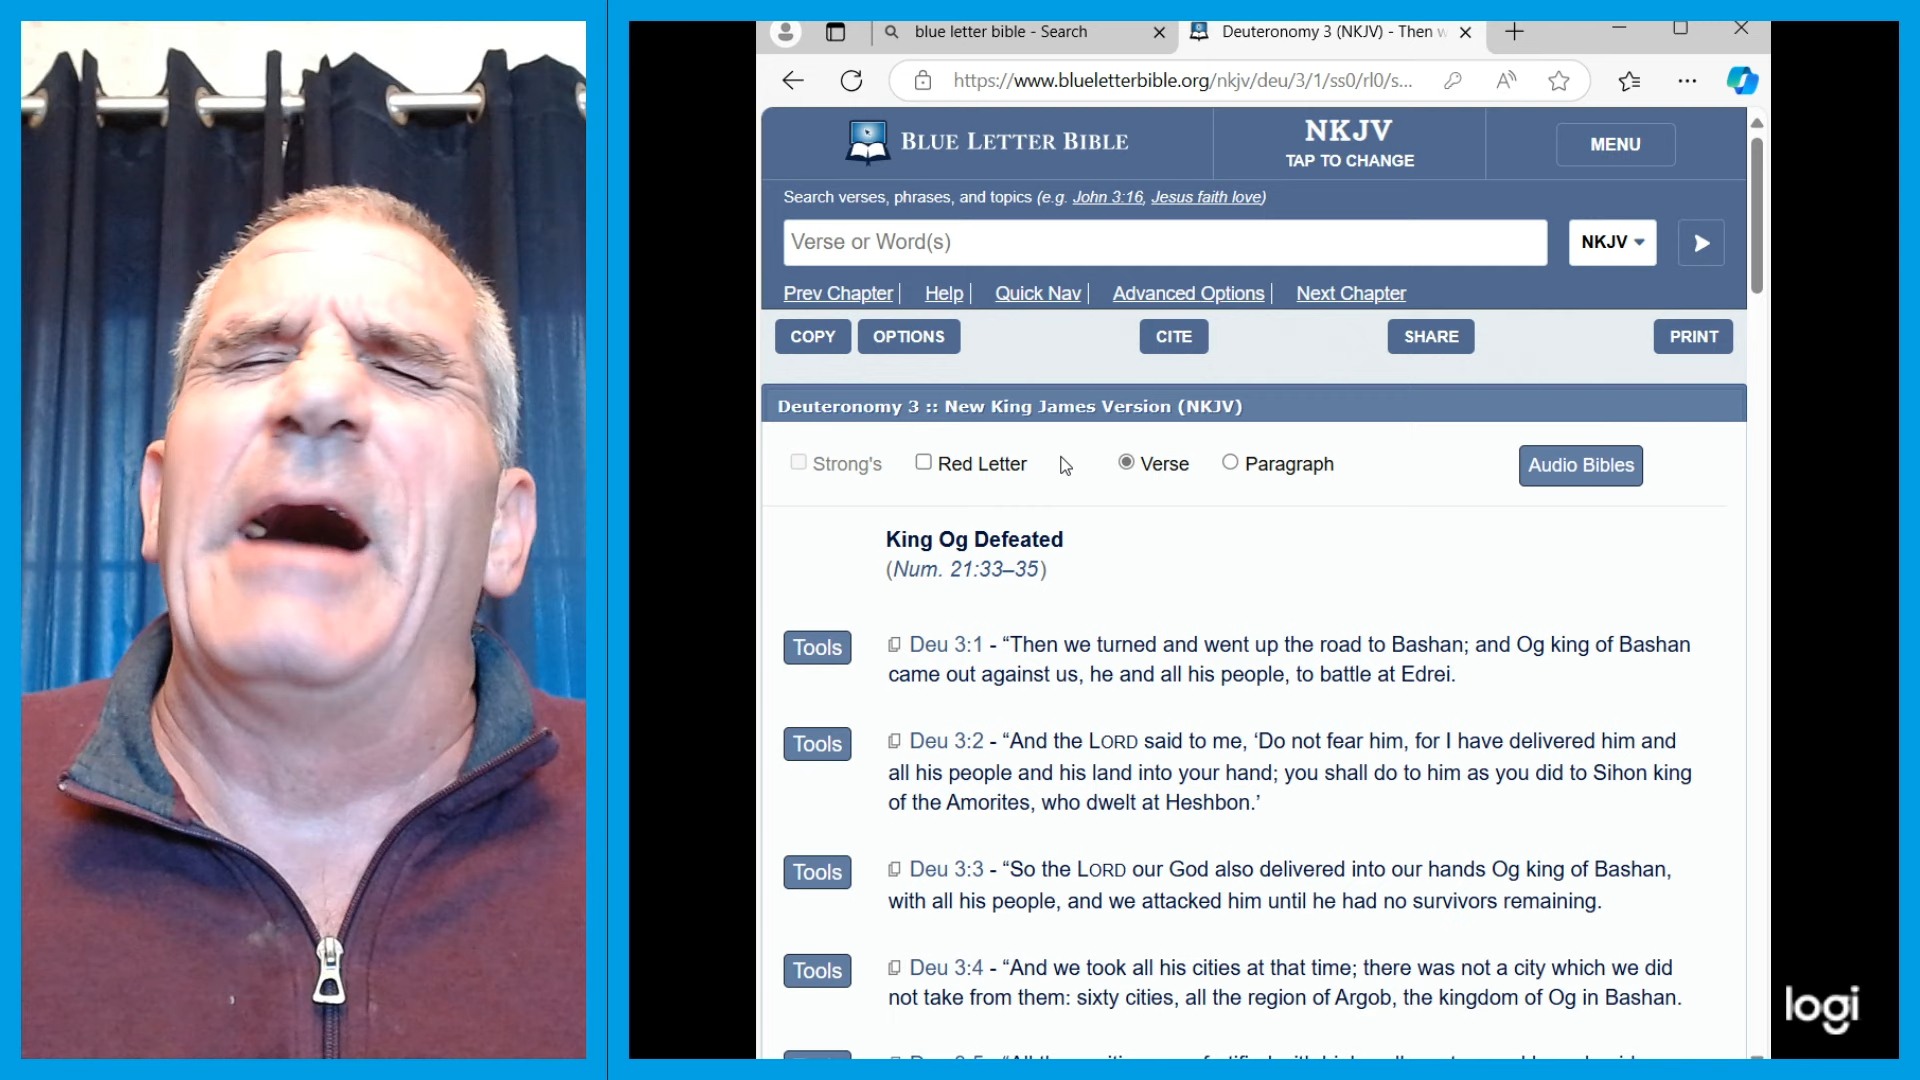 blue letter bible - Search
Deuteronomy 3 (NKJV) - Then w
https://www.blueletterbible.org/nkjv/deu/3/1/ss0/rl0/s...
BLUE LETTER BIBLE
NKJV
TAP TO CHANGE
MENU
Search verses, phrases, and topics (e.g. John 3:16, Jesus faith love)
Verse or Word(s)
NKJV
Prev Chapter | Help | Quick Nav | Advanced Options | Next Chapter
COPY OPTIONS CITE SHARE PRINT
Deuteronomy 3 :: New King James Version (NKJV)
Strong's Red Letter Verse Paragraph Audio Bibles
King Og Defeated
(Num. 21:33–35)
Tools Deu 3:1 - “Then we turned and went up the road to Bashan; and Og king of Bashan
came out against us, he and all his people, to battle at Edrei.
Tools Deu 3:2 - “And the LORD said to me, ‘Do not fear him, for I have delivered him and
all his people and his land into your hand; you shall do to him as you did to Sihon king
of the Amorites, who dwelt at Heshbon.’
Tools Deu 3:3 - “So the LORD our God also delivered into our hands Og king of Bashan,
with all his people, and we attacked him until he had no survivors remaining.
Tools Deu 3:4 - “And we took all his cities at that time; there was not a city which we did
not take from them: sixty cities, all the region of Argob, the kingdom of Og in Bashan.
logi